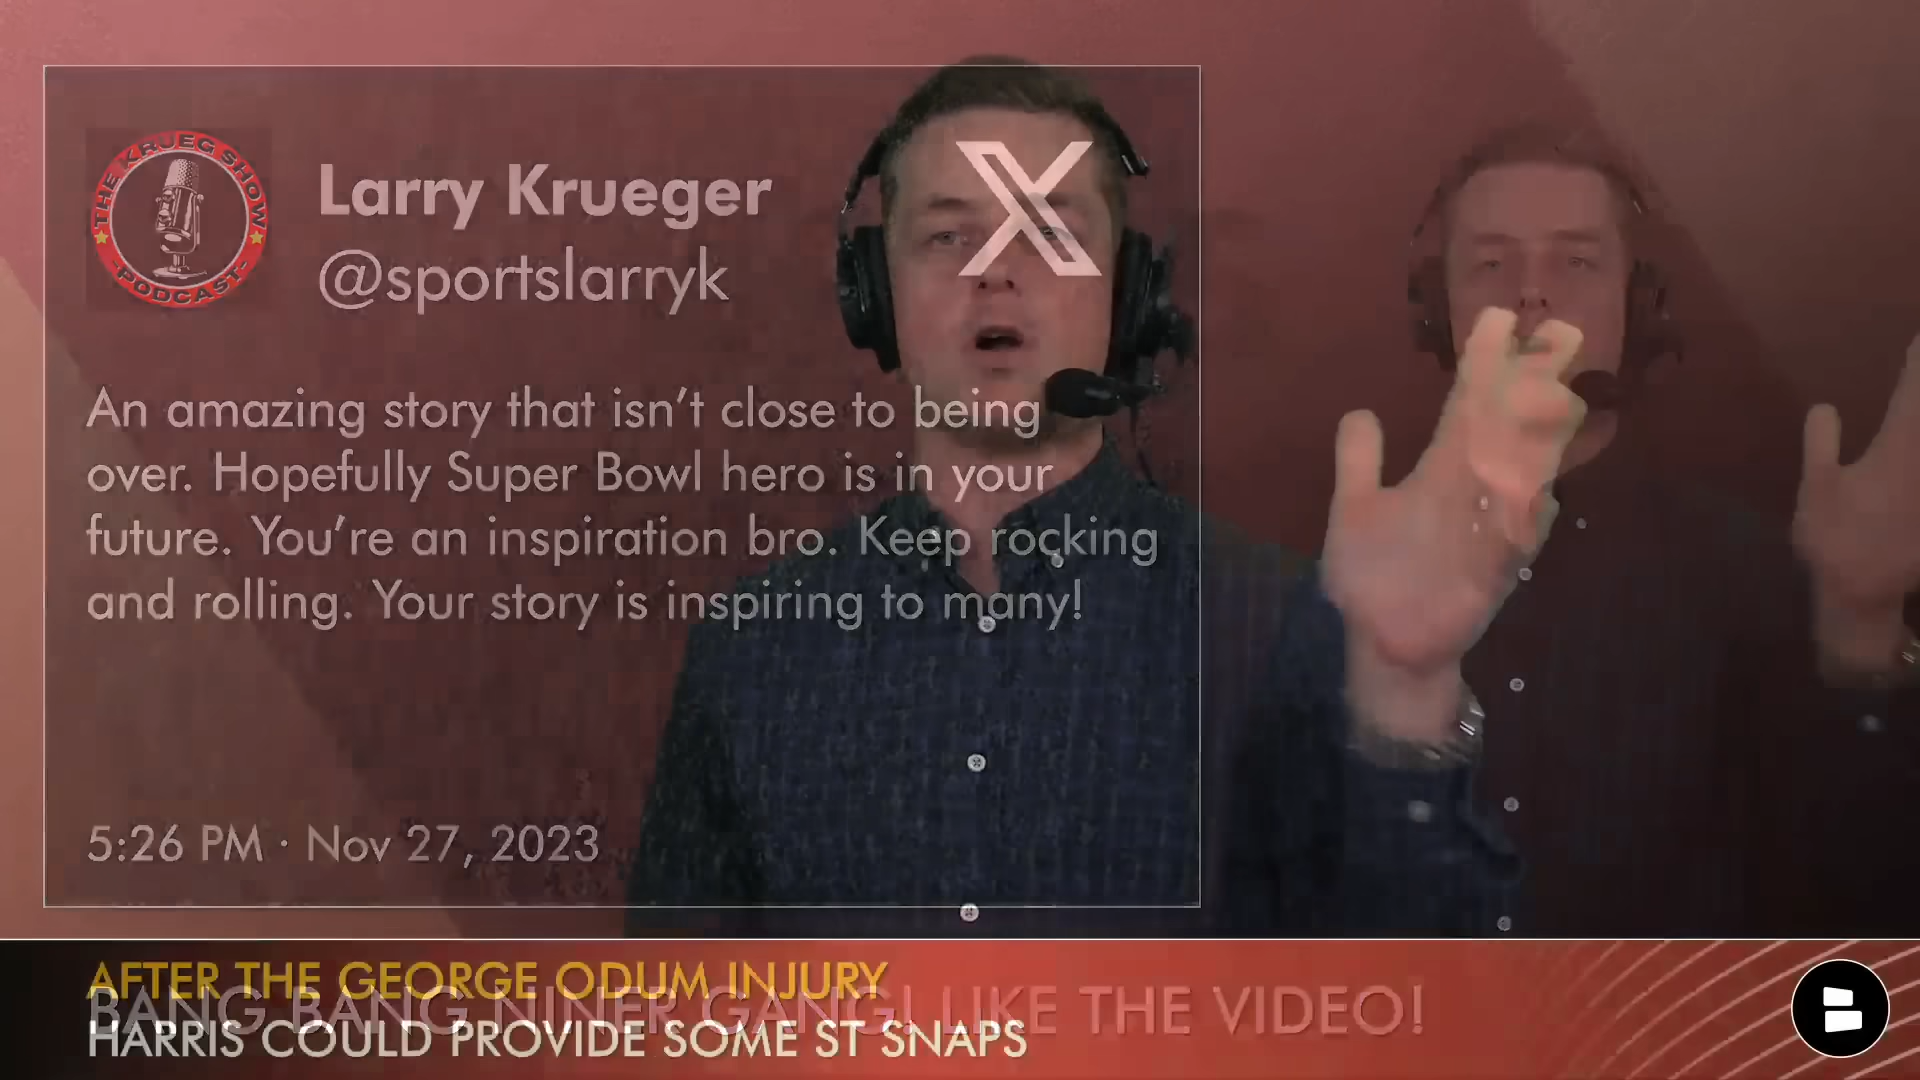 THE KRUEG SHOW
PODCAST
Larry Krueger
@sportslarryk
An amazing story that isn't close to being
over. Hopefully Super Bowl hero is in your
future. You're an inspiration bro. Keep rocking
and rolling. Your story is inspiring to many!
5:26 PM · Nov 27, 2023
AFTER THE GEORGE ODUM INJURY
BANG BANG NINER GANG! LIKE THE VIDEO!
HARRIS COULD PROVIDE SOME ST SNAPS